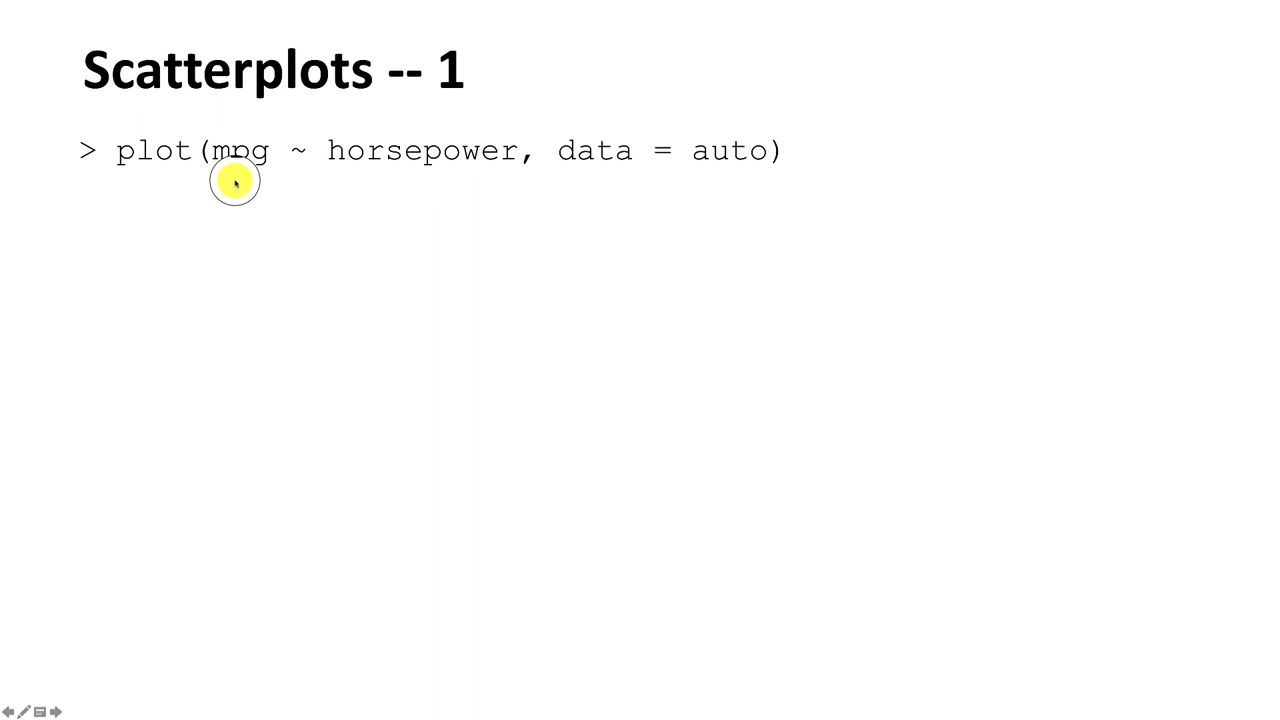 Scatterplots -- 1
> plot(mpg ~ horsepower, data = auto)